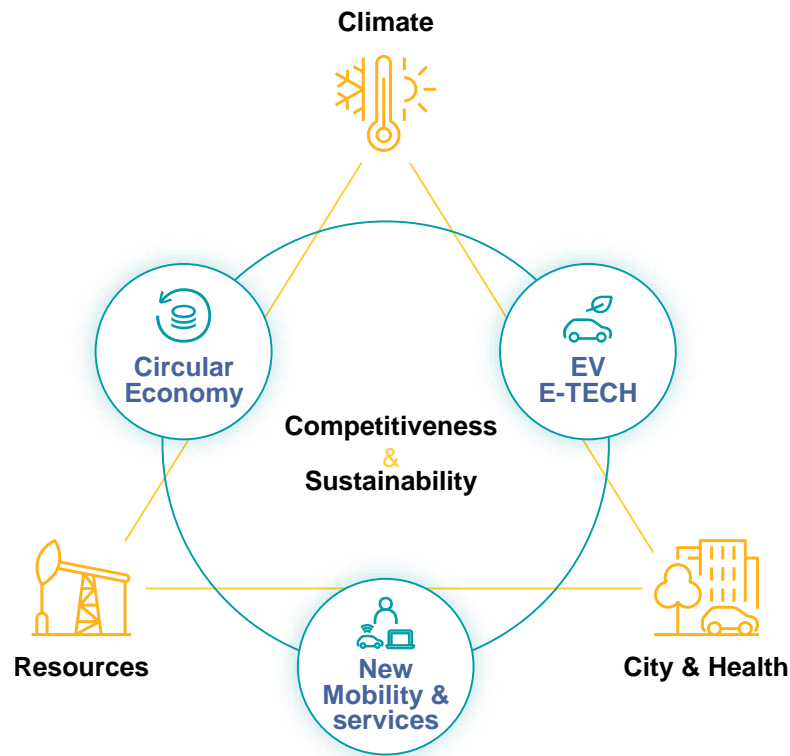 Climate
Circular
Economy
EV
E-TECH
Competitiveness
&
Sustainability
Resources
New
Mobility &
services
City & Health